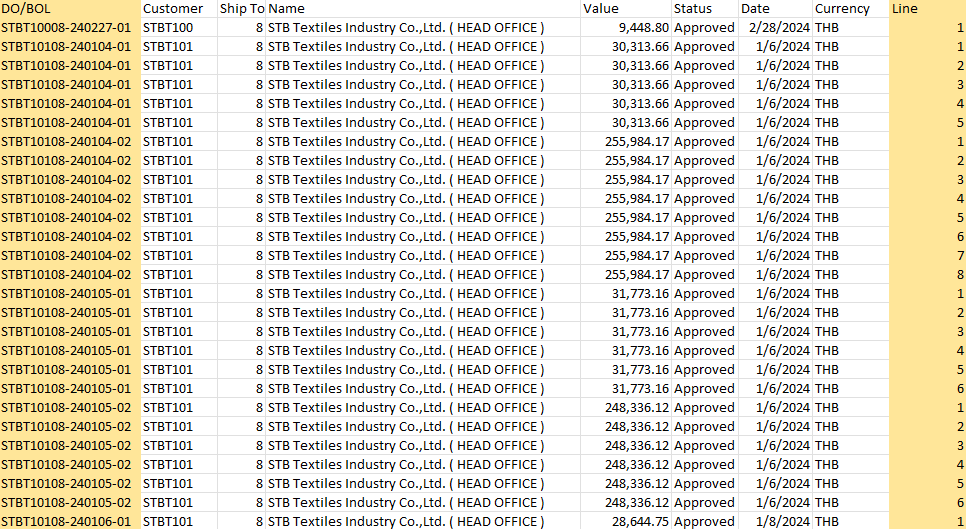 DO/BOL Customer Ship To Name Value Status Date Currency Line
STBT10008-240227-01 STBT100 8 STB Textiles Industry Co.,Ltd. ( HEAD OFFICE ) 9,448.80 Approved 2/28/2024 THB 1
STBT10108-240104-01 STBT101 8 STB Textiles Industry Co.,Ltd. ( HEAD OFFICE ) 30,313.66 Approved 1/6/2024 THB 1
STBT10108-240104-01 STBT101 8 STB Textiles Industry Co.,Ltd. ( HEAD OFFICE ) 30,313.66 Approved 1/6/2024 THB 2
STBT10108-240104-01 STBT101 8 STB Textiles Industry Co.,Ltd. ( HEAD OFFICE ) 30,313.66 Approved 1/6/2024 THB 3
STBT10108-240104-01 STBT101 8 STB Textiles Industry Co.,Ltd. ( HEAD OFFICE ) 30,313.66 Approved 1/6/2024 THB 4
STBT10108-240104-01 STBT101 8 STB Textiles Industry Co.,Ltd. ( HEAD OFFICE ) 30,313.66 Approved 1/6/2024 THB 5
STBT10108-240104-02 STBT101 8 STB Textiles Industry Co.,Ltd. ( HEAD OFFICE ) 255,984.17 Approved 1/6/2024 THB 1
STBT10108-240104-02 STBT101 8 STB Textiles Industry Co.,Ltd. ( HEAD OFFICE ) 255,984.17 Approved 1/6/2024 THB 2
STBT10108-240104-02 STBT101 8 STB Textiles Industry Co.,Ltd. ( HEAD OFFICE ) 255,984.17 Approved 1/6/2024 THB 3
STBT10108-240104-02 STBT101 8 STB Textiles Industry Co.,Ltd. ( HEAD OFFICE ) 255,984.17 Approved 1/6/2024 THB 4
STBT10108-240104-02 STBT101 8 STB Textiles Industry Co.,Ltd. ( HEAD OFFICE ) 255,984.17 Approved 1/6/2024 THB 5
STBT10108-240104-02 STBT101 8 STB Textiles Industry Co.,Ltd. ( HEAD OFFICE ) 255,984.17 Approved 1/6/2024 THB 6
STBT10108-240104-02 STBT101 8 STB Textiles Industry Co.,Ltd. ( HEAD OFFICE ) 255,984.17 Approved 1/6/2024 THB 7
STBT10108-240104-02 STBT101 8 STB Textiles Industry Co.,Ltd. ( HEAD OFFICE ) 255,984.17 Approved 1/6/2024 THB 8
STBT10108-240105-01 STBT101 8 STB Textiles Industry Co.,Ltd. ( HEAD OFFICE ) 31,773.16 Approved 1/6/2024 THB 1
STBT10108-240105-01 STBT101 8 STB Textiles Industry Co.,Ltd. ( HEAD OFFICE ) 31,773.16 Approved 1/6/2024 THB 2
STBT10108-240105-01 STBT101 8 STB Textiles Industry Co.,Ltd. ( HEAD OFFICE ) 31,773.16 Approved 1/6/2024 THB 3
STBT10108-240105-01 STBT101 8 STB Textiles Industry Co.,Ltd. ( HEAD OFFICE ) 31,773.16 Approved 1/6/2024 THB 4
STBT10108-240105-01 STBT101 8 STB Textiles Industry Co.,Ltd. ( HEAD OFFICE ) 31,773.16 Approved 1/6/2024 THB 5
STBT10108-240105-01 STBT101 8 STB Textiles Industry Co.,Ltd. ( HEAD OFFICE ) 31,773.16 Approved 1/6/2024 THB 6
STBT10108-240105-02 STBT101 8 STB Textiles Industry Co.,Ltd. ( HEAD OFFICE ) 248,336.12 Approved 1/6/2024 THB 1
STBT10108-240105-02 STBT101 8 STB Textiles Industry Co.,Ltd. ( HEAD OFFICE ) 248,336.12 Approved 1/6/2024 THB 2
STBT10108-240105-02 STBT101 8 STB Textiles Industry Co.,Ltd. ( HEAD OFFICE ) 248,336.12 Approved 1/6/2024 THB 3
STBT10108-240105-02 STBT101 8 STB Textiles Industry Co.,Ltd. ( HEAD OFFICE ) 248,336.12 Approved 1/6/2024 THB 4
STBT10108-240105-02 STBT101 8 STB Textiles Industry Co.,Ltd. ( HEAD OFFICE ) 248,336.12 Approved 1/6/2024 THB 5
STBT10108-240105-02 STBT101 8 STB Textiles Industry Co.,Ltd. ( HEAD OFFICE ) 248,336.12 Approved 1/6/2024 THB 6
STBT10108-240106-01 STBT101 8 STB Textiles Industry Co.,Ltd. ( HEAD OFFICE ) 28,644.75 Approved 1/8/2024 THB 1